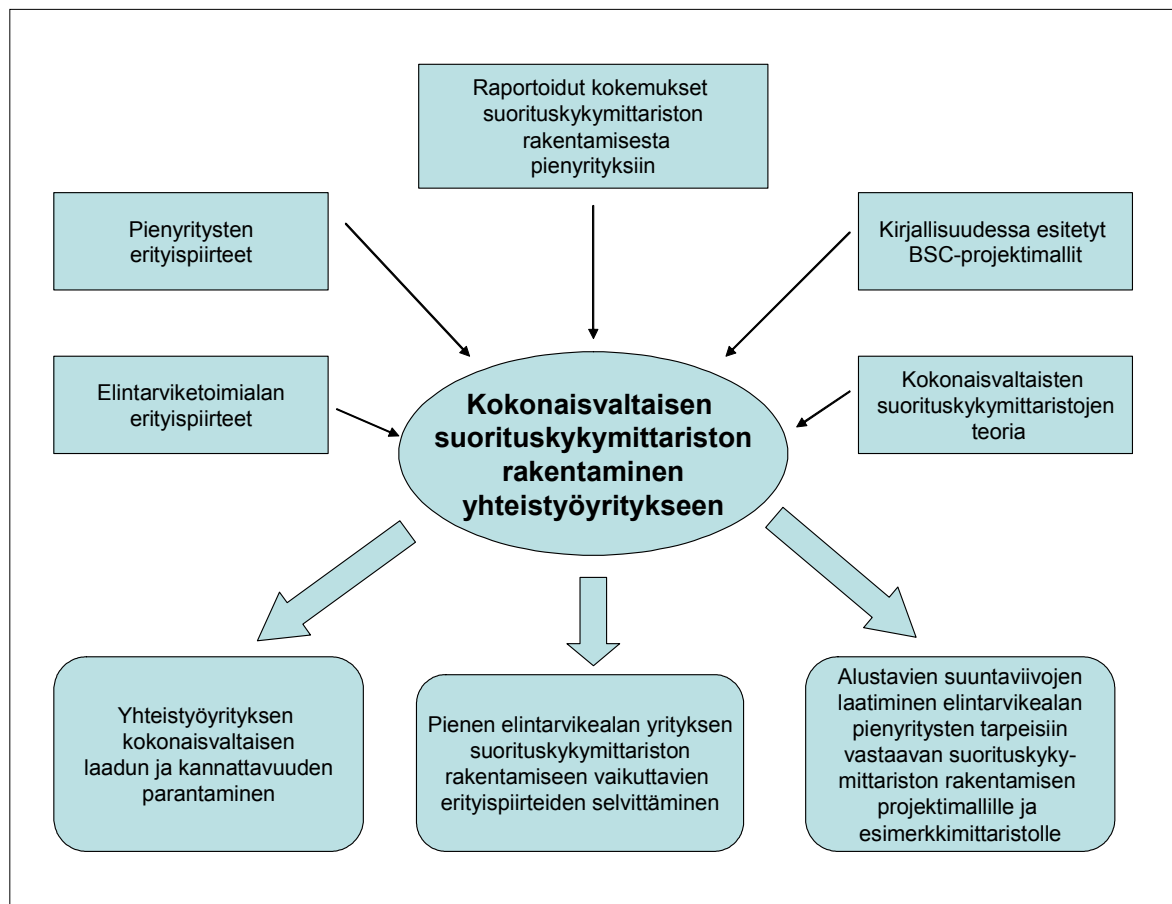 Raportoidut kokemukset
suorituskykymittariston
rakentamisesta
pienyrityksiin
Pienyritysten
erityispiirteet
Kirjallisuudessa esitetyt
BSC-projektimallit
Elintarviketoimialan
erityispiirteet
Kokonaisvaltaisten
suorituskykymittaristojen
teoria
Kokonaisvaltaisen
suorituskykymittariston
rakentaminen
yhteistyöyritykseen
Yhteistyöyrityksen
kokonaisvaltaisen
laadun ja kannattavuuden
parantaminen
Pienen elintarvikealan yrityksen
suorituskykymittariston
rakentamiseen vaikuttavien
erityispiirteiden selvittäminen
Alustavien suuntaviivojen
laatiminen elintarvikealan
pienyritysten tarpeisiin
vastaavan suorituskyky-
mittariston rakentamisen
projektimallille ja
esimerkkimittaristolle